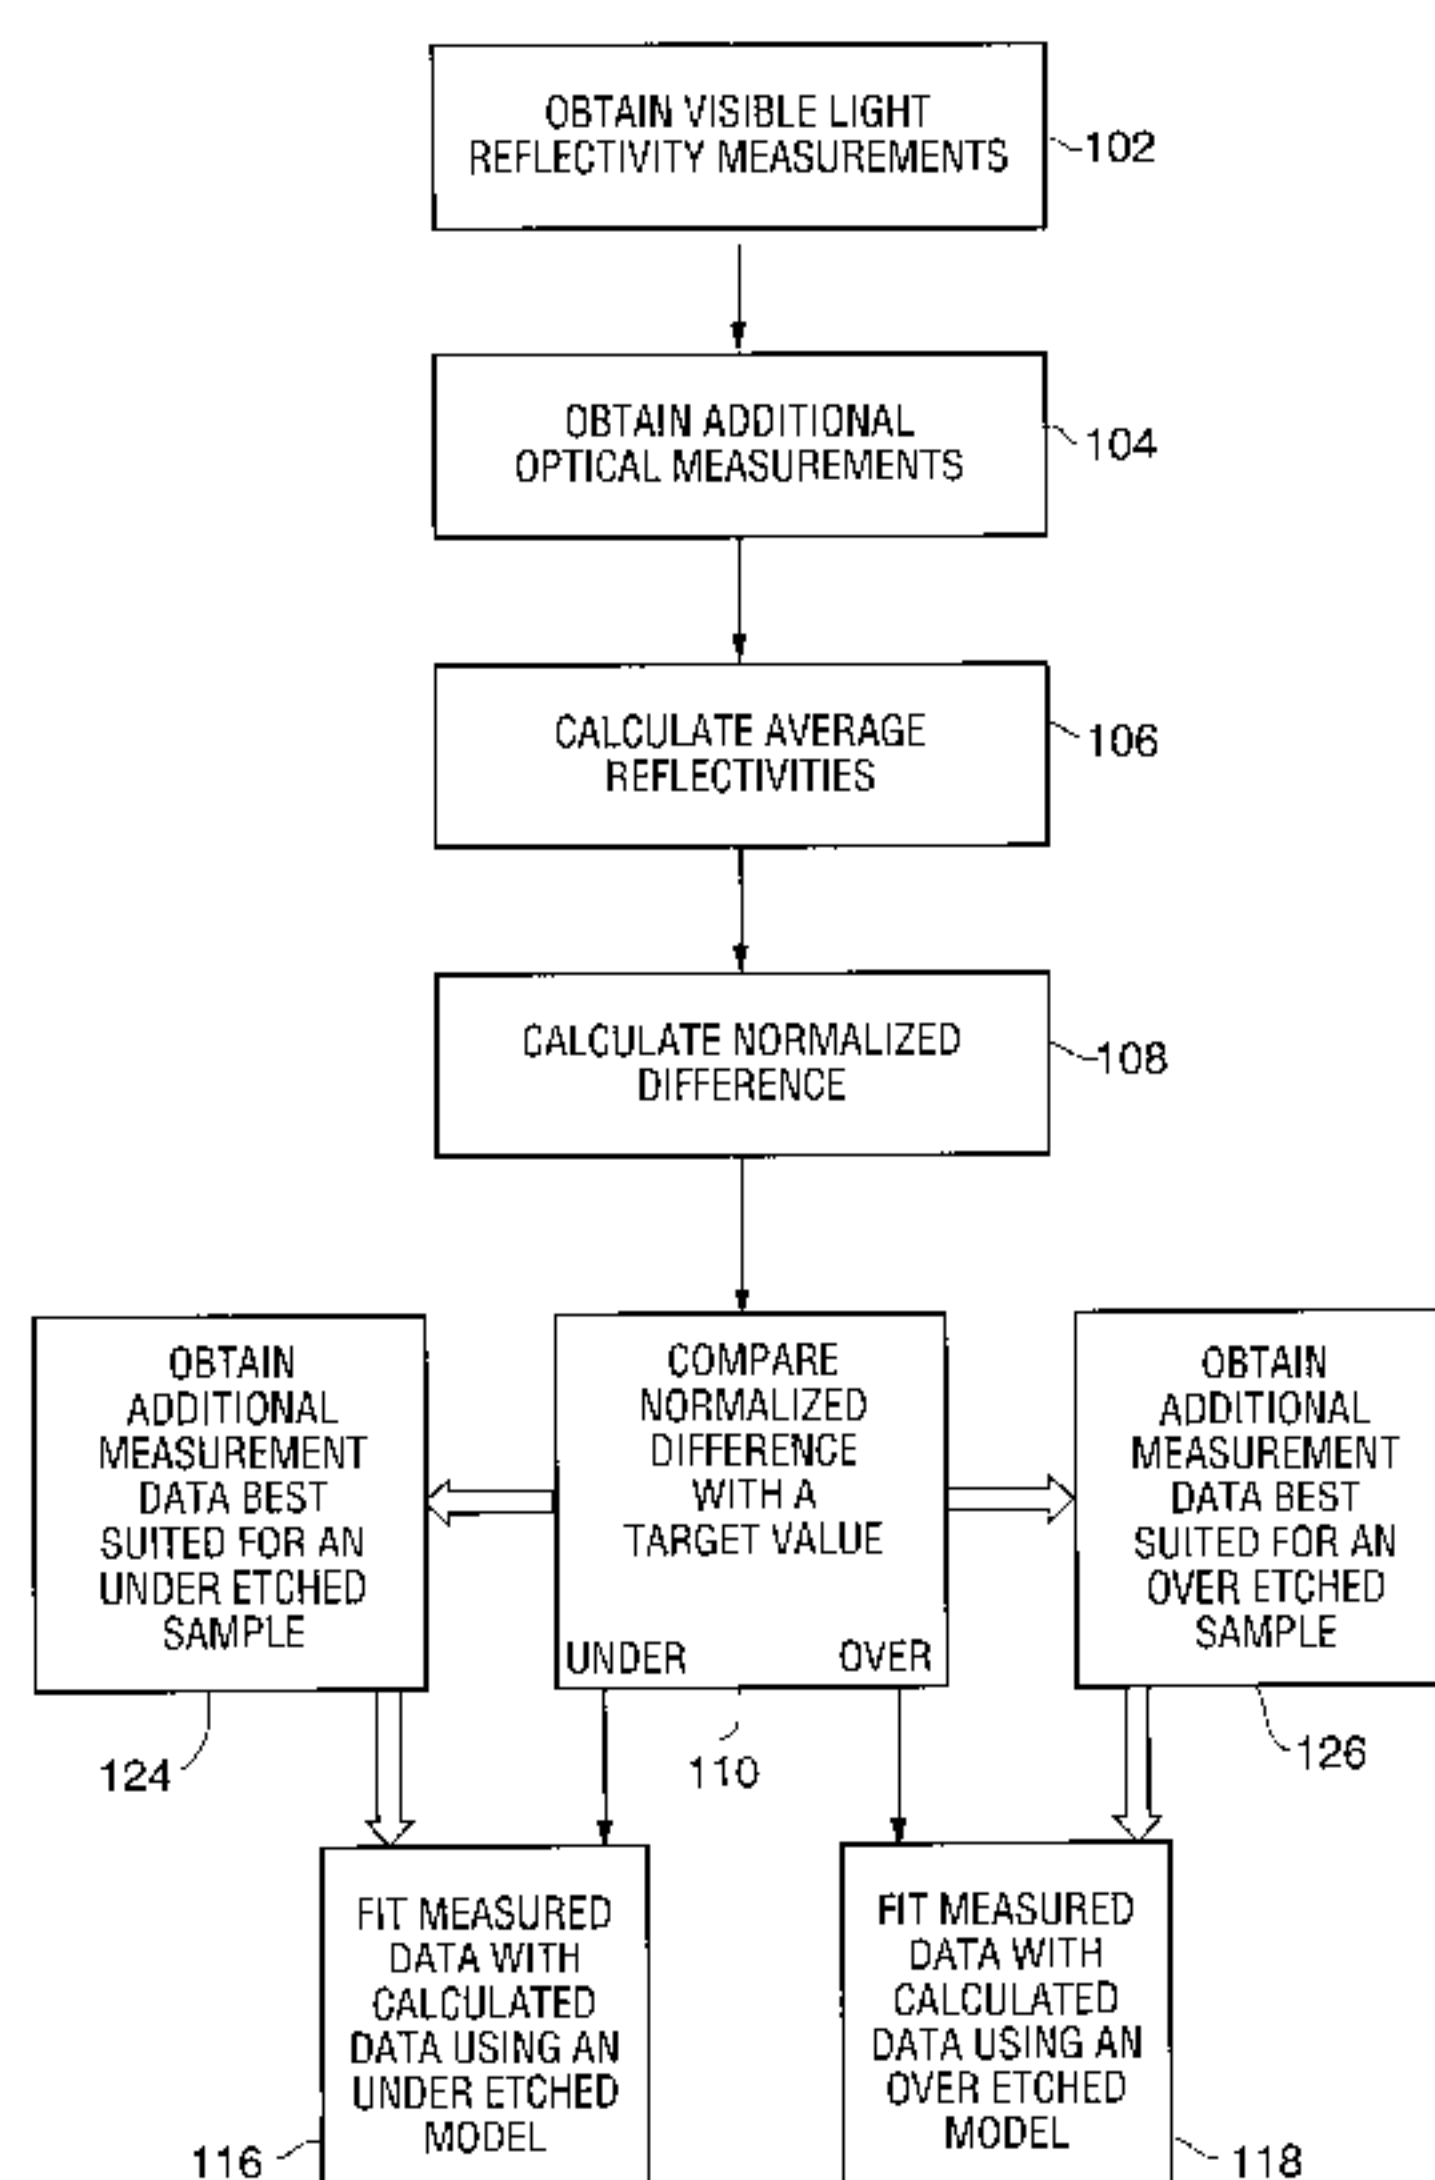 OBTAIN VISIBLE LIGHT
REFLECTIVITY MEASUREMENTS
102
OBTAIN ADDITIONAL
OPTICAL MEASUREMENTS
104
CALCULATE AVERAGE
REFLECTIVITIES
106
CALCULATE NORMALIZED
DIFFERENCE
108
OBTAIN
ADDITIONAL
MEASUREMENT
DATA BEST
SUITED FOR AN
UNDER ETCHED
SAMPLE
124
COMPARE
NORMALIZED
DIFFERENCE
WITH A
TARGET VALUE
UNDER
OVER
110
OBTAIN
ADDITIONAL
MEASUREMENT
DATA BEST
SUITED FOR AN
OVER ETCHED
SAMPLE
126
FIT MEASURED
DATA WITH
CALCULATED
DATA USING AN
UNDER ETCHED
MODEL
116
FIT MEASURED
DATA WITH
CALCULATED
DATA USING AN
OVER ETCHED
MODEL
118